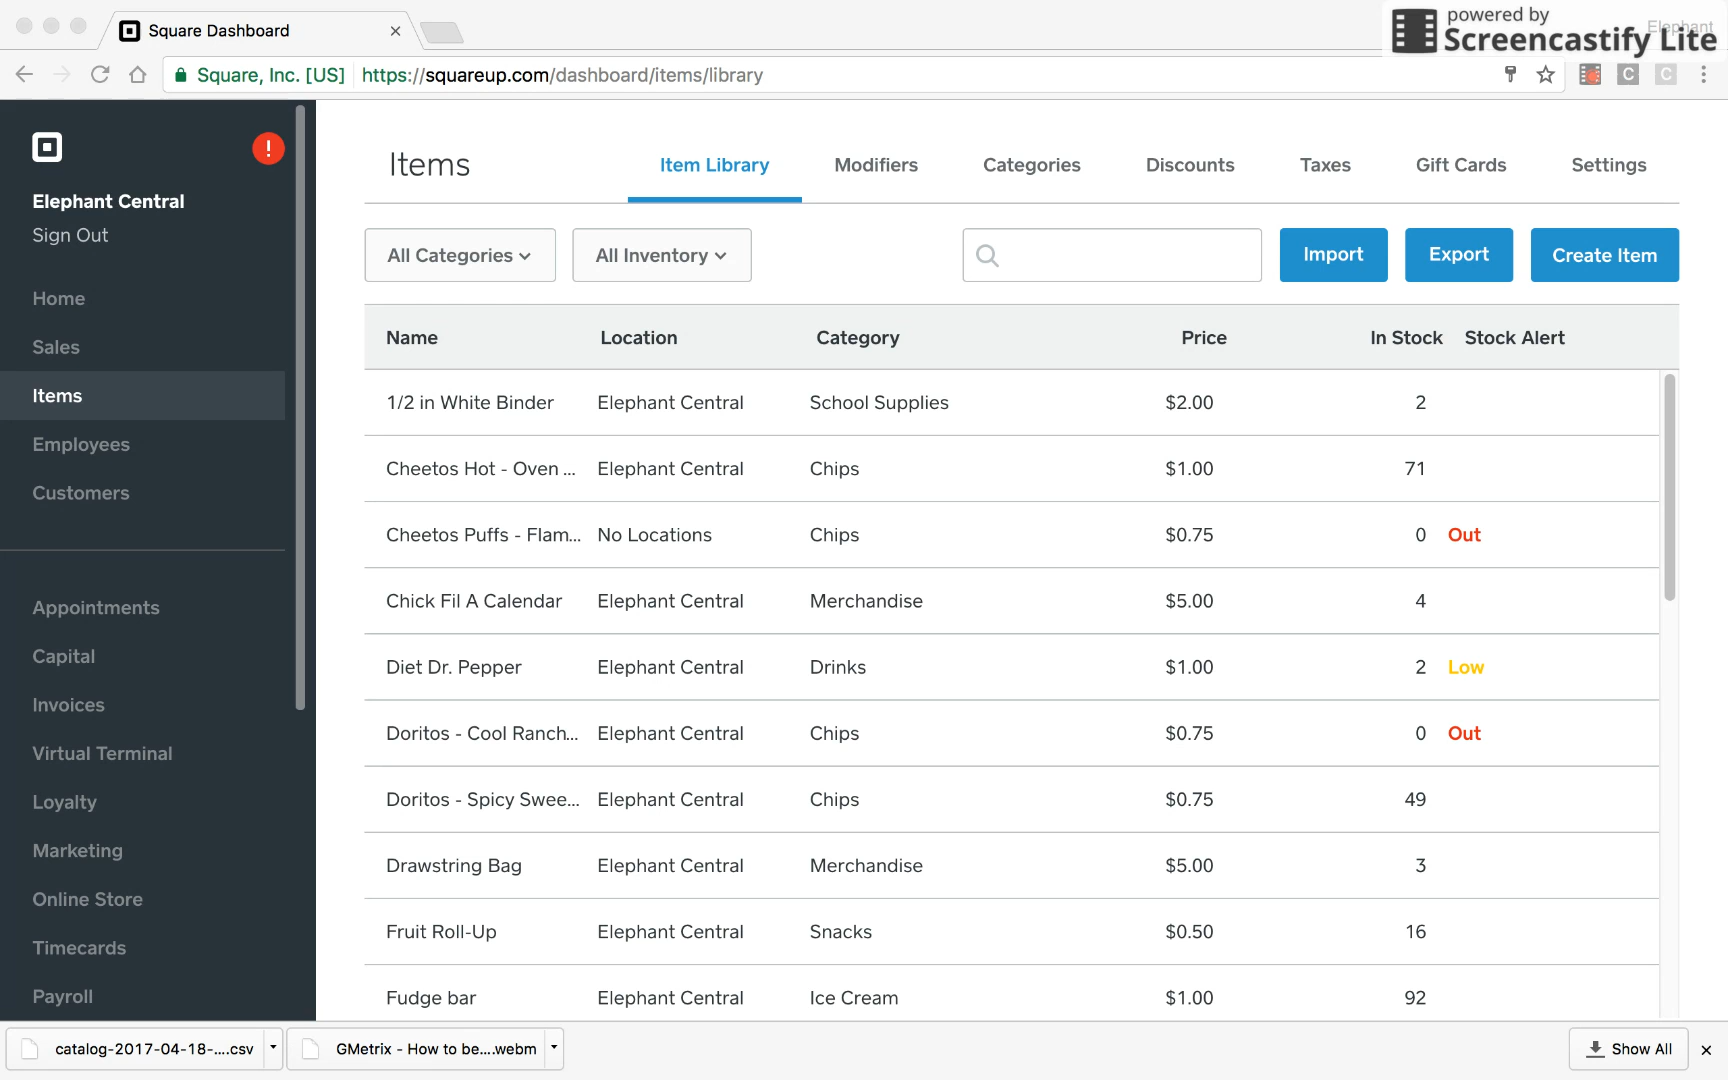 Square Dashboard
powered by
Elephant
Screencastify Lite
Square, Inc. [US] https://squareup.com/dashboard/items/library
C C
!
Elephant Central
Sign Out
Home
Sales
Items
Employees
Customers
Appointments
Capital
Invoices
Virtual Terminal
Loyalty
Marketing
Online Store
Timecards
Payroll
Items Item Library Modifiers Categories Discounts Taxes Gift Cards Settings
All Categories All Inventory Import Export Create Item
Name Location Category Price In Stock Stock Alert
1/2 in White Binder Elephant Central School Supplies $2.00 2
Cheetos Hot - Oven ... Elephant Central Chips $1.00 71
Cheetos Puffs - Flam... No Locations Chips $0.75 0 Out
Chick Fil A Calendar Elephant Central Merchandise $5.00 4
Diet Dr. Pepper Elephant Central Drinks $1.00 2 Low
Doritos - Cool Ranch... Elephant Central Chips $0.75 0 Out
Doritos - Spicy Swee... Elephant Central Chips $0.75 49
Drawstring Bag Elephant Central Merchandise $5.00 3
Fruit Roll-Up Elephant Central Snacks $0.50 16
Fudge bar Elephant Central Ice Cream $1.00 92
catalog-2017-04-18-....csv GMetrix - How to be....webm Show All